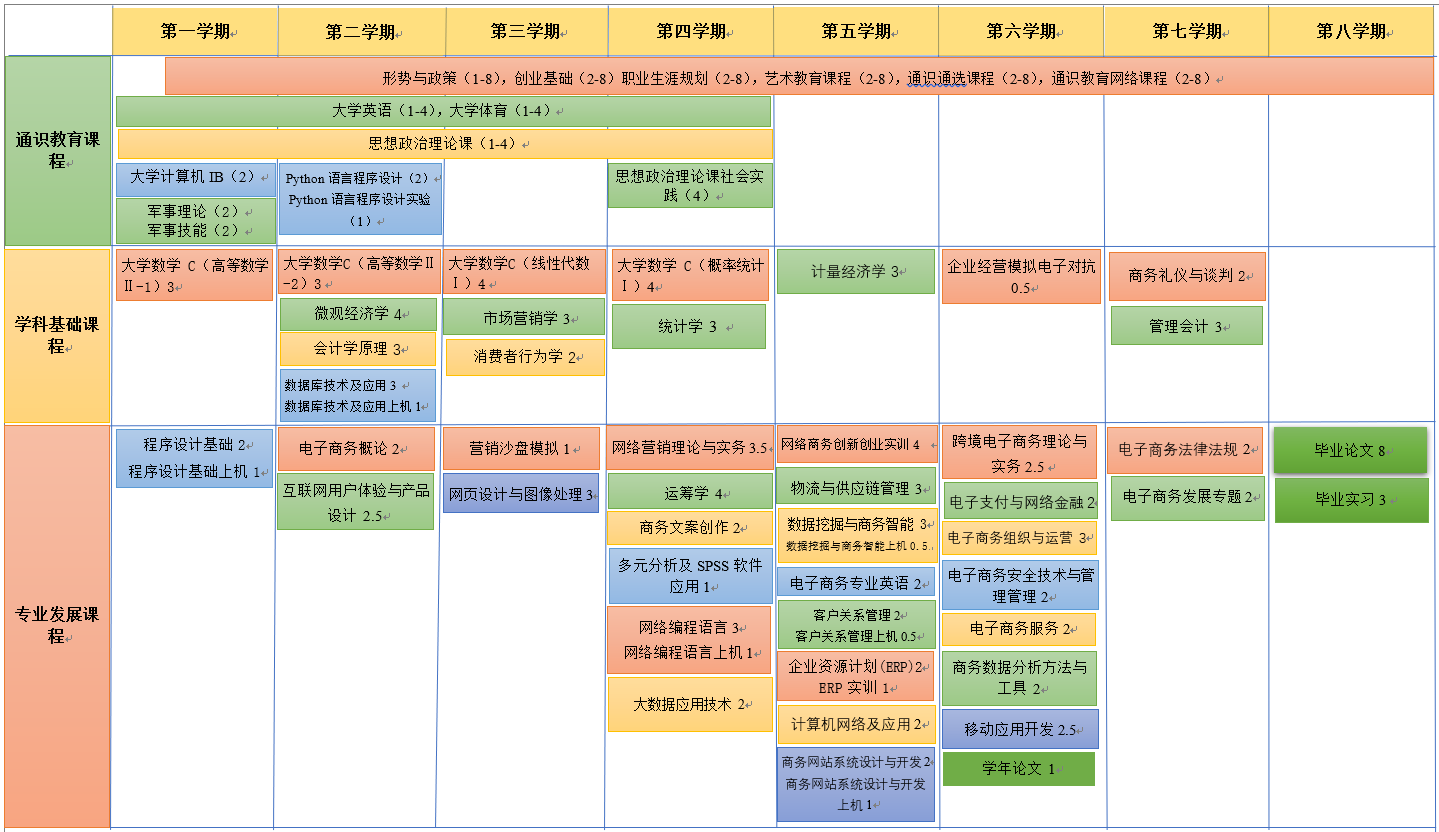 第一学期
第二学期
第三学期
第四学期
第五学期
第六学期
第七学期
第八学期
通识教育课
程
形势与政策（1-8），创业基础（2-8）职业生涯规划（2-8），艺术教育课程（2-8），通识通选课程（2-8），通识教育网络课程（2-8）
大学英语（1-4），大学体育（1-4）
思想政治理论课（1-4）
大学计算机 IB（2）
军事理论（2）
军事技能（2）
Python 语言程序设计（2）
Python 语言程序设计实验
（1）
思想政治理论课社会实
践（4）
学科基础课
程
大学数学 C（高等数学
Ⅱ-1）3
大学数学C（高等数学Ⅱ
-2）3
微观经济学 4
会计学原理 3
数据库技术及应用 3
数据库技术及应用上机 1
大学数学C（线性代数
Ⅰ）4
市场营销学 3
消费者行为学 2
大学数学 C（概率统计
Ⅰ）4
统计学 3
计量经济学 3
企业经营模拟电子对抗
0.5
商务礼仪与谈判 2
管理会计 3
专业发展课
程
程序设计基础 2
程序设计基础上机 1
电子商务概论 2
互联网用户体验与产品
设计 2.5
营销沙盘模拟 1
网页设计与图像处理 3
网络营销理论与实务 3.5
运筹学 4
商务文案创作 2
多元分析及 SPSS 软件
应用 1
网络编程语言 3
网络编程语言上机 1
大数据应用技术 2
网络商务创新创业实训 4
物流与供应链管理 3
数据挖掘与商务智能 3
数据挖掘与商务智能上机 0.5
电子商务专业英语 2
客户关系管理 2
客户关系管理上机 0.5
企业资源计划(ERP)2
ERP 实训 1
计算机网络及应用 2
商务网站系统设计与开发 2
商务网站系统设计与开发
上机 1
跨境电子商务理论与
实务 2.5
电子支付与网络金融 2
电子商务组织与运营 3
电子商务安全技术与管
理管理 2
电子商务服务 2
商务数据分析方法与
工具 2
移动应用开发 2.5
学年论文 1
电子商务法律法规 2
电子商务发展专题 2
毕业论文 8
毕业实习 3